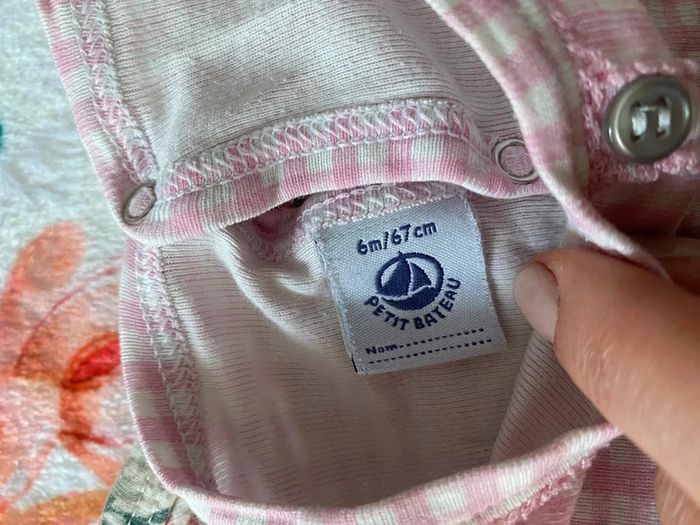 6m/67cm
PETIT BATEAU
Nom..............
..................